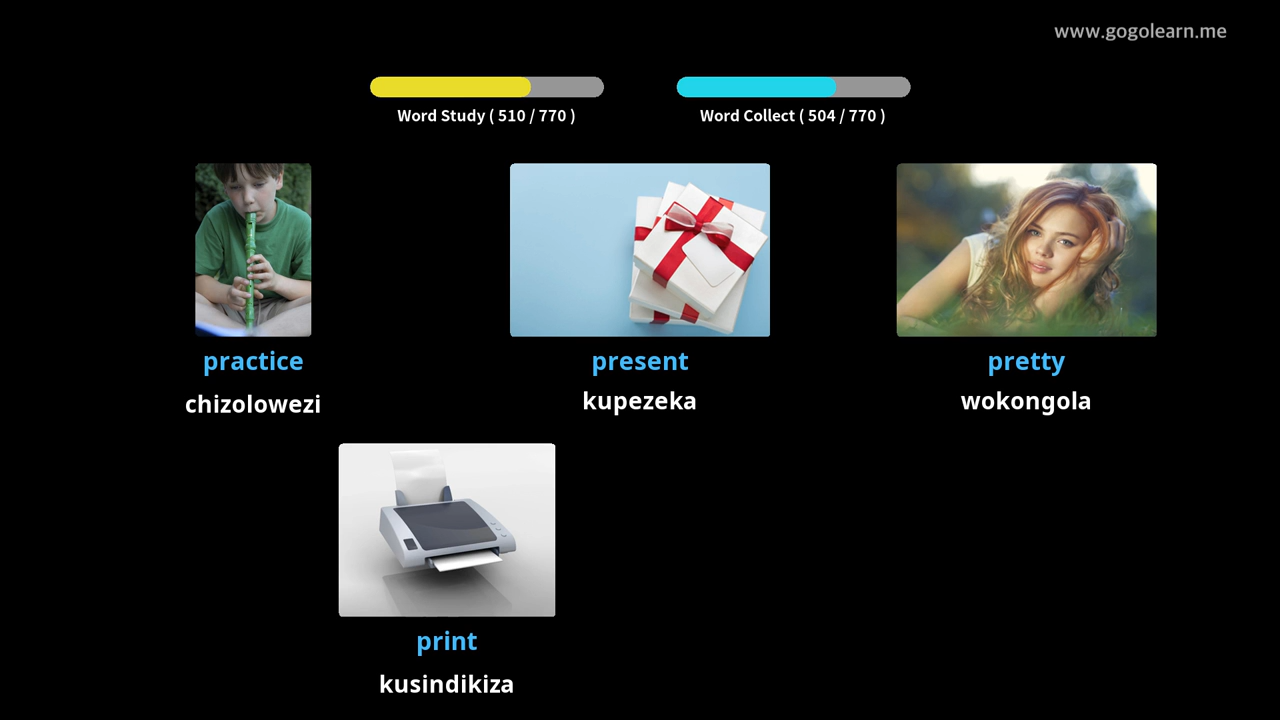 www.gogolearn.me
Word Study ( 510 / 770 )
Word Collect ( 504 / 770 )
practice
chizolowezi
present
kupezeka
pretty
wokongola
print
kusindikiza